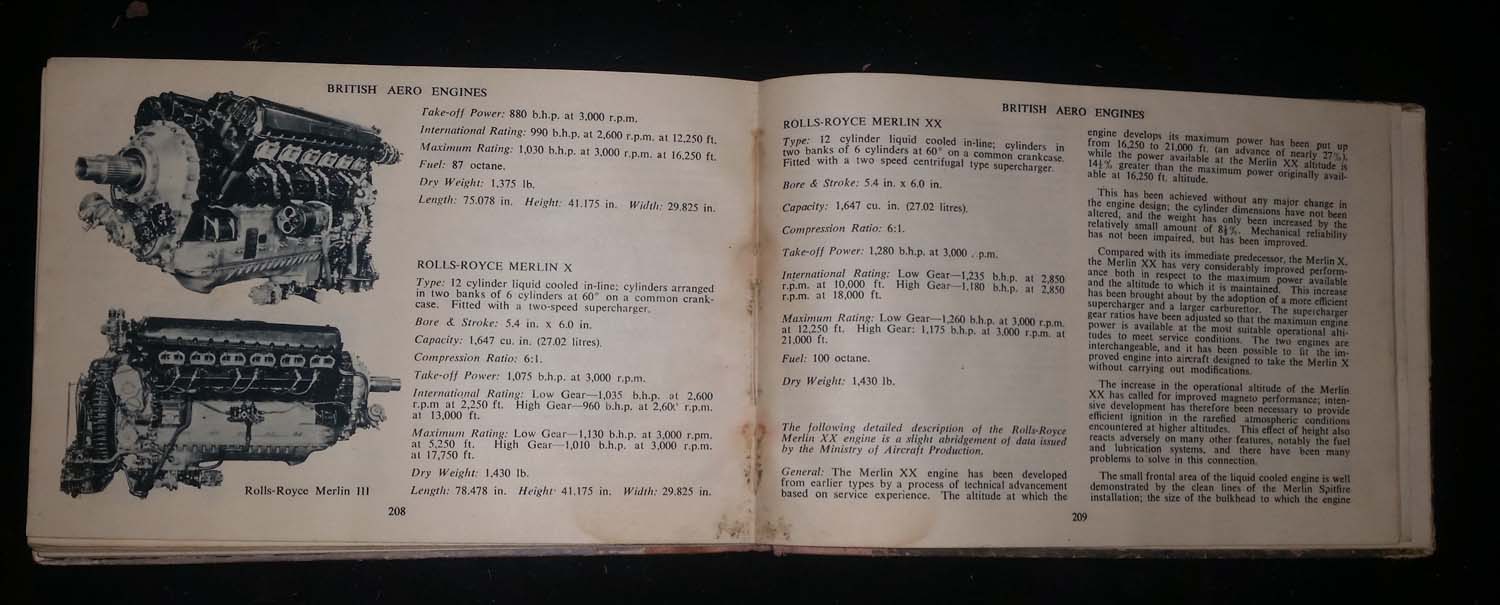 BRITISH AERO ENGINES
Take-off Power: 880 b.h.p. at 3,000 r.p.m.
International Rating: 990 b.h.p. at 2,600 r.p.m. at 12,250 ft.
Maximum Rating: 1,030 b.h.p. at 3,000 r.p.m. at 16,250 ft.
Fuel: 87 octane.
Dry Weight: 1,375 lb.
Length: 75.078 in. Height: 41.175 in. Width: 29.825 in.
ROLLS-ROYCE MERLIN X
Type: 12 cylinder liquid cooled in-line; cylinders arranged
in two banks of 6 cylinders at 60° on a common crank-
case. Fitted with a two-speed supercharger.
Bore & Stroke: 5.4 in. x 6.0 in.
Capacity: 1,647 cu. in. (27.02 litres).
Compression Ratio: 6:1.
Take-off Power: 1,075 b.h.p. at 3,000 r.p.m.
International Rating: Low Gear—1,035 b.h.p. at 2,600
r.p.m at 2,250 ft. High Gear—960 b.h.p. at 2,600 r.p.m.
at 13,000 ft.
Maximum Rating: Low Gear—1,130 b.h.p. at 3,000 r.p.m.
at 5,250 ft. High Gear—1,010 b.h.p. at 3,000 r.p.m.
at 17,750 ft.
Dry Weight: 1,430 lb.
Length: 78.478 in. Height: 41.175 in. Width: 29.825 in.
Rolls-Royce Merlin III
208
BRITISH AERO ENGINES
ROLLS-ROYCE MERLIN XX
Type: 12 cylinder liquid cooled in-line; cylinders in
two banks of 6 cylinders at 60° on a common crankcase.
Fitted with a two speed centrifugal type supercharger.
Bore & Stroke: 5.4 in. x 6.0 in.
Capacity: 1,647 cu. in. (27.02 litres).
Compression Ratio: 6:1.
Take-off Power: 1,280 b.h.p. at 3,000 . p.m.
International Rating: Low Gear—1,235 b.h.p. at 2,850
r.p.m. at 10,000 ft. High Gear—1,180 b.h.p. at 2,850
r.p.m. at 18,000 ft.
Maximum Rating: Low Gear—1,260 b.h.p. at 3,000 r.p.m.
at 12,250 ft. High Gear: 1,175 b.h.p. at 3,000 r.p.m. at
21,000 ft.
Fuel: 100 octane.
Dry Weight: 1,430 lb.
The following detailed description of the Rolls-Royce
Merlin XX engine is a slight abridgement of data issued
by the Ministry of Aircraft Production.
General: The Merlin XX engine has been developed
from earlier types by a process of technical advancement
based on service experience. The altitude at which the
engine develops its maximum power has been put up
from 16,250 to 21,000 ft. (an advance of nearly 27%),
while the power available at the Merlin XX altitude is
14½% greater than the maximum power originally avail-
able at 16,250 ft. altitude.
This has been achieved without any major change in
the engine design; the cylinder dimensions have not been
altered, and the weight has only been increased by the
relatively small amount of 8½%. Mechanical reliability
has not been impaired, but has been improved.
Compared with its immediate predecessor, the Merlin X,
the Merlin XX has very considerably improved perform-
ance both in respect to the maximum power available
and the altitude to which it is maintained. This increase
has been brought about by the adoption of a more efficient
supercharger and a larger carburettor. The supercharger
gear ratios have been adjusted so that the maximum engine
power is available at the most suitable operational alti-
tudes to meet service conditions. The two engines are
interchangeable, and it has been possible to fit the im-
proved engine into aircraft designed to take the Merlin X
without carrying out modifications.
The increase in the operational altitude of the Merlin
XX has called for improved magneto performance; inten-
sive development has therefore been necessary to provide
efficient ignition in the rarefied atmospheric conditions
encountered at higher altitudes. This effect of height also
reacts adversely on many other features, notably the fuel
and lubrication systems, and there have been many
problems to solve in this connection.
The small frontal area of the liquid cooled engine is well
demonstrated by the clean lines of the Merlin Spitfire
installation; the size of the bulkhead to which the engine
209